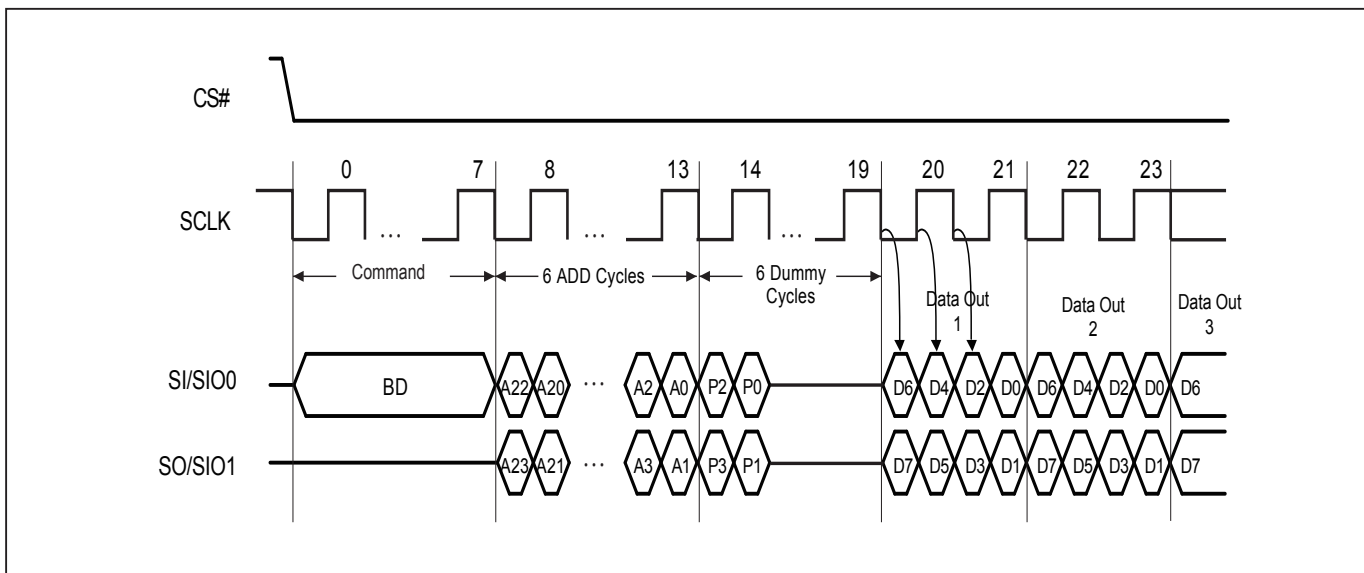 CS#
0 7 8 13 14 19 20 21 22 23
SCLK
... ... ...
Command
6 ADD Cycles
6 Dummy
Cycles
Data Out
1
Data Out
2
Data Out
3
SI/SIO0
BD A22 A20 ... A2 A0 P2 P0 D6 D4 D2 D0 D6 D4 D2 D0 D6
SO/SIO1
A23 A21 ... A3 A1 P3 P1 D7 D5 D3 D1 D7 D5 D3 D1 D7